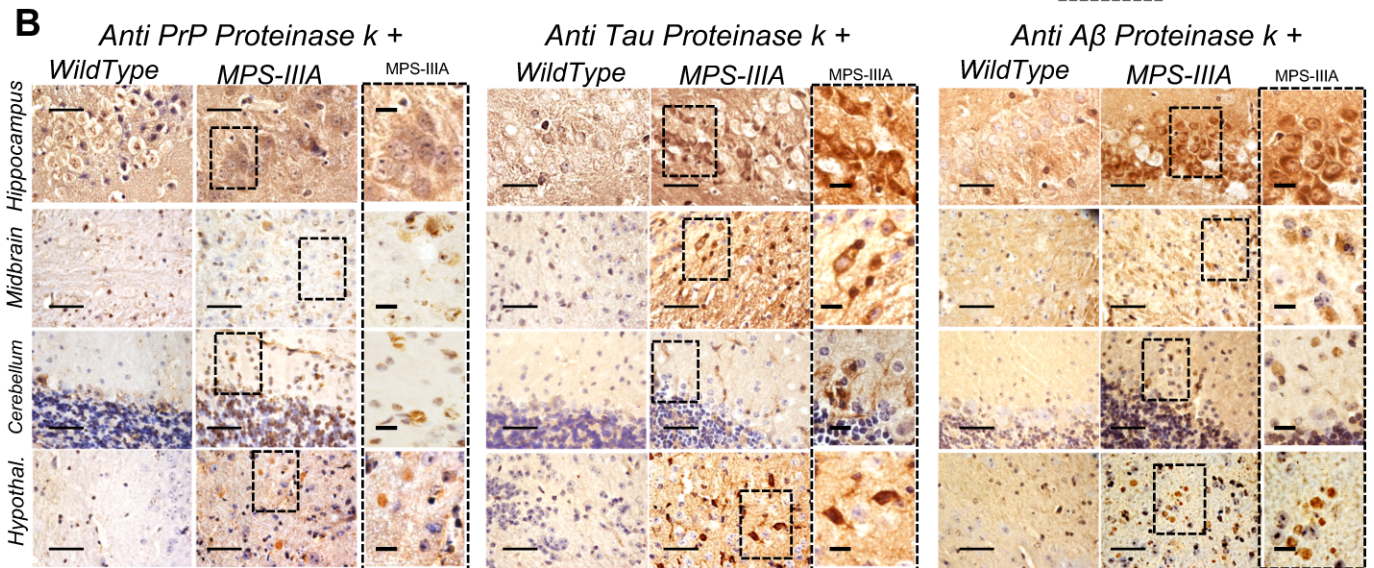 B
Anti PrP Proteinase k + Anti Tau Proteinase k + Anti Aβ Proteinase k +
WildType MPS-IIIA MPS-IIIA WildType MPS-IIIA MPS-IIIA WildType MPS-IIIA MPS-IIIA
Hippocampus
Midbrain
Cerebellum
Hypothal.